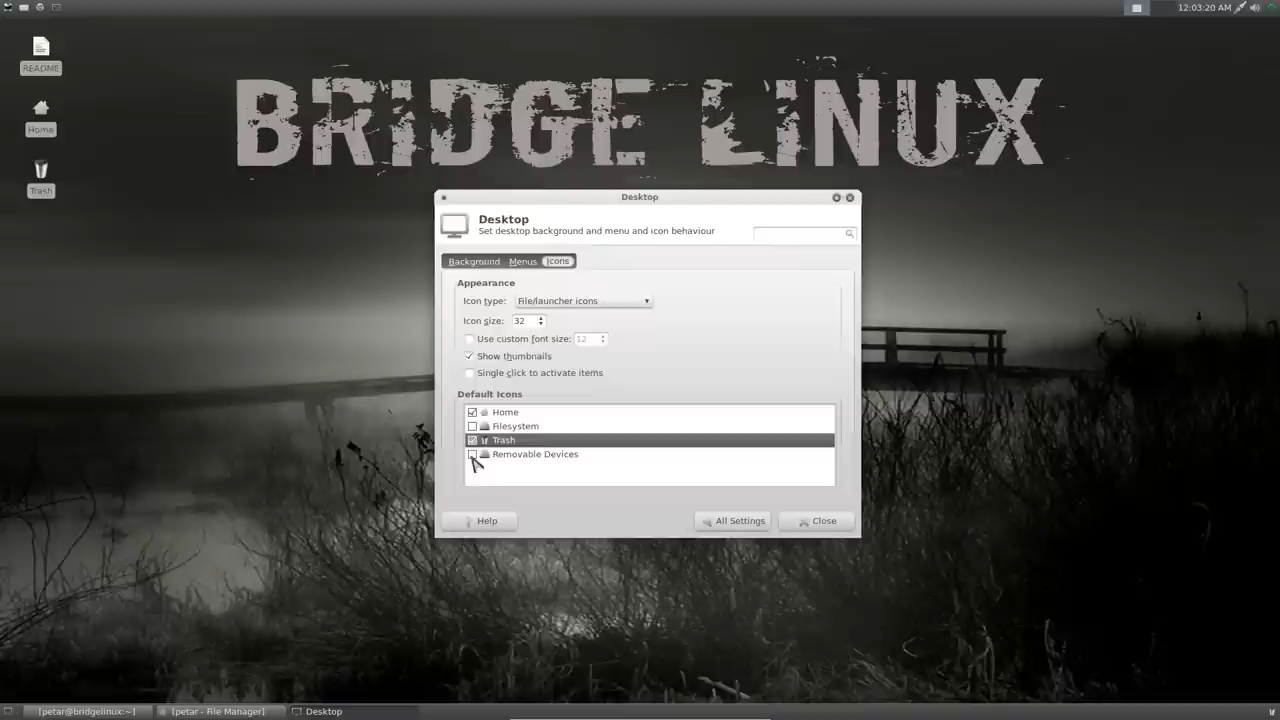 12:03:20 AM
README
Home
Trash
BRIDGE LINUX
Desktop
Desktop
Set desktop background and menu and icon behaviour
Background Menus Icons
Appearance
Icon type: File/launcher icons
Icon size: 32
Use custom font size: 12
Show thumbnails
Single click to activate items
Default Icons
Home
Filesystem
Trash
Removable Devices
Help All Settings Close
[petar@bridgelinux:~] [petar - File Manager] Desktop